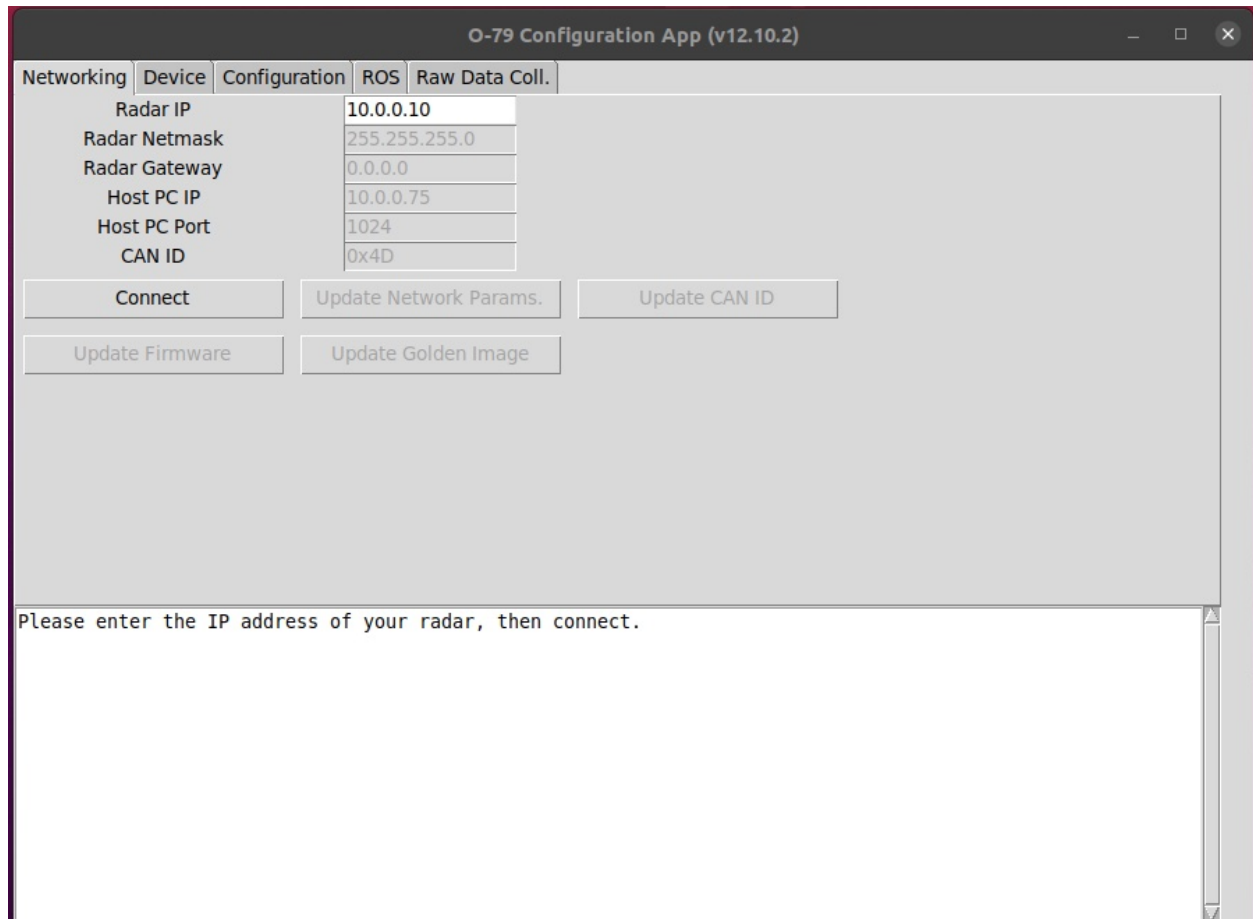 O-79 Configuration App (v12.10.2)
Networking Device Configuration ROS Raw Data Coll.
Radar IP 10.0.0.10
Radar Netmask 255.255.255.0
Radar Gateway 0.0.0.0
Host PC IP 10.0.0.75
Host PC Port 1024
CAN ID 0x4D
Connect Update Network Params. Update CAN ID
Update Firmware Update Golden Image
Please enter the IP address of your radar, then connect.